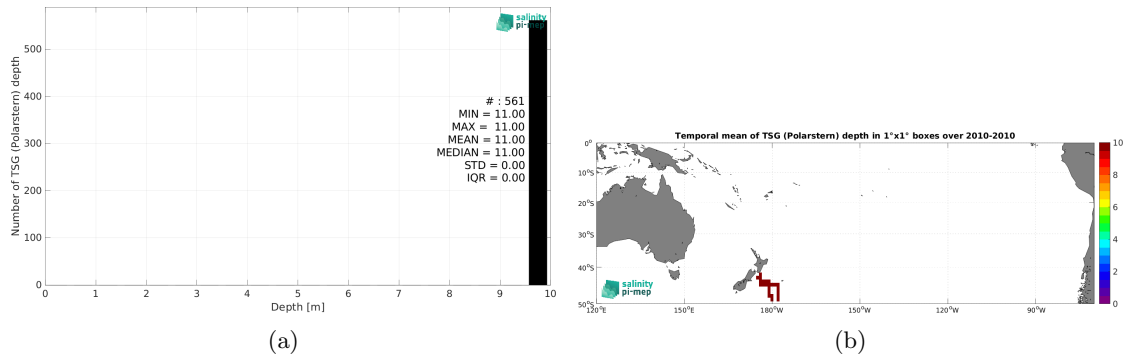 salinity
pi-mep
Number of TSG (Polarstern) depth
500
400
300
200
100
0
# : 561
MIN = 11.00
MAX = 11.00
MEAN = 11.00
MEDIAN = 11.00
STD = 0.00
IQR = 0.00
0 1 2 3 4 5 6 7 8 9 10
Depth [m]
(a)
Temporal mean of TSG (Polarstern) depth in 1°x1° boxes over 2010-2010
0°
10°S
20°S
30°S
40°S
50°S
120°E 150°E 180°W 150°W 120°W 90°W
salinity
pi-mep
10
8
6
4
2
0
(b)